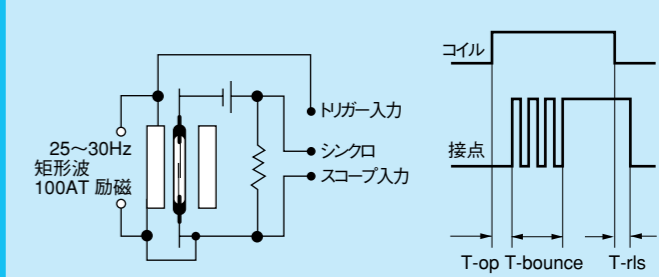 25～30Hz
矩形波
100AT 励磁
トリガー入力
シンクロ
スコープ入力
コイル
接点
T-op T-bounce T-rls